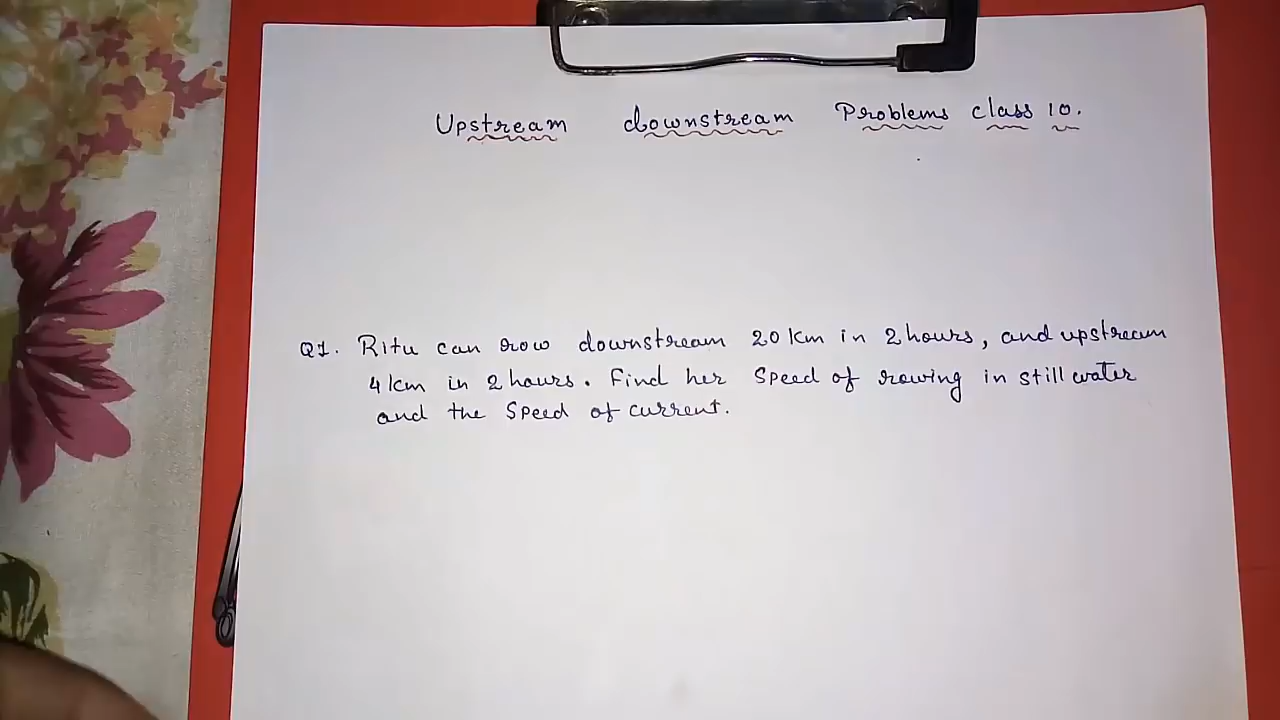 Upstream downstream Problems class 10.
Q1. Ritu can row downstream 20 km in 2 hours, and upstream
4 km in 2 hours. Find her Speed of rowing in still water
and the Speed of current.